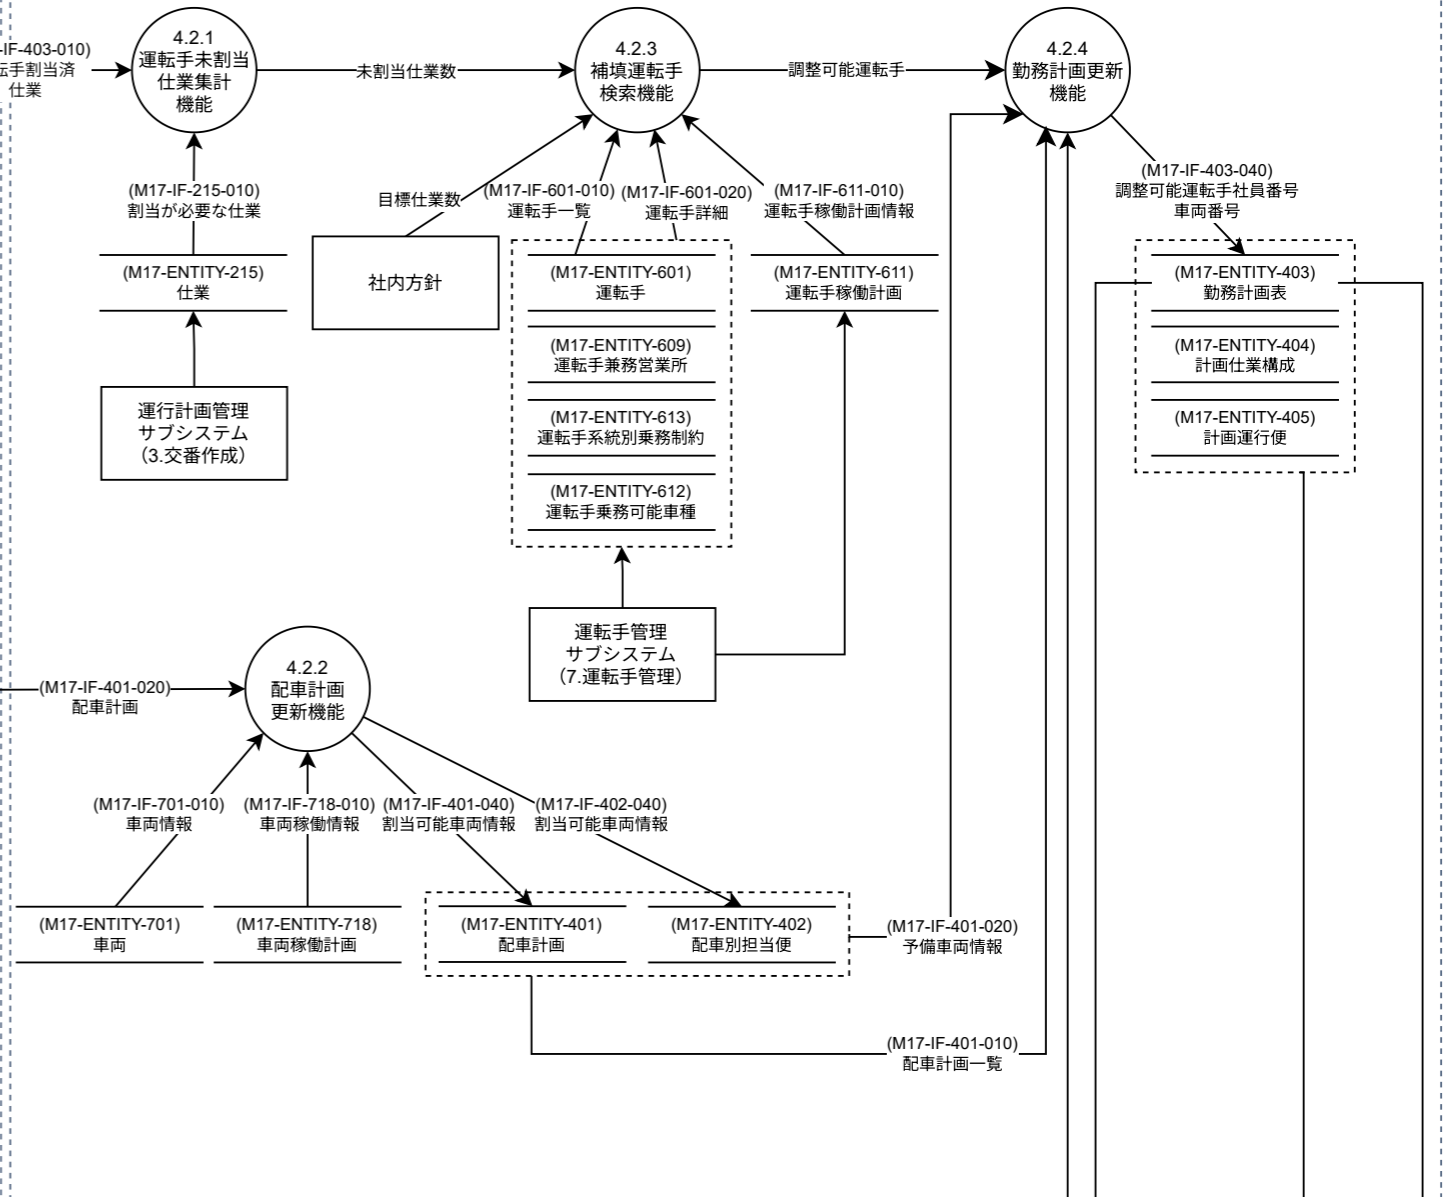 -IF-403-010)
転手割当済
仕業
4.2.1
運転手未割当
仕業集計
機能
未割当仕業数
4.2.3
補填運転手
検索機能
調整可能運転手
4.2.4
勤務計画更新
機能
(M17-IF-215-010)
割当が必要な仕業
目標仕業数
(M17-IF-601-010)
運転手一覧
(M17-IF-601-020)
運転手詳細
(M17-IF-611-010)
運転手稼働計画情報
(M17-IF-403-040)
調整可能運転手社員番号
車両番号
(M17-ENTITY-215)
仕業
社内方針
(M17-ENTITY-601)
運転手
(M17-ENTITY-609)
運転手兼務営業所
(M17-ENTITY-613)
運転手系統別乗務制約
(M17-ENTITY-612)
運転手乗務可能車種
(M17-ENTITY-611)
運転手稼働計画
(M17-ENTITY-403)
勤務計画表
(M17-ENTITY-404)
計画仕業構成
(M17-ENTITY-405)
計画運行便
運行計画管理
サブシステム
（3.交番作成）
運転手管理
サブシステム
（7.運転手管理）
(M17-IF-401-020)
配車計画
4.2.2
配車計画
更新機能
(M17-IF-701-010)
車両情報
(M17-IF-718-010)
車両稼働情報
(M17-IF-401-040)
割当可能車両情報
(M17-IF-402-040)
割当可能車両情報
(M17-ENTITY-701)
車両
(M17-ENTITY-718)
車両稼働計画
(M17-ENTITY-401)
配車計画
(M17-ENTITY-402)
配車別担当便
(M17-IF-401-020)
予備車両情報
(M17-IF-401-010)
配車計画一覧